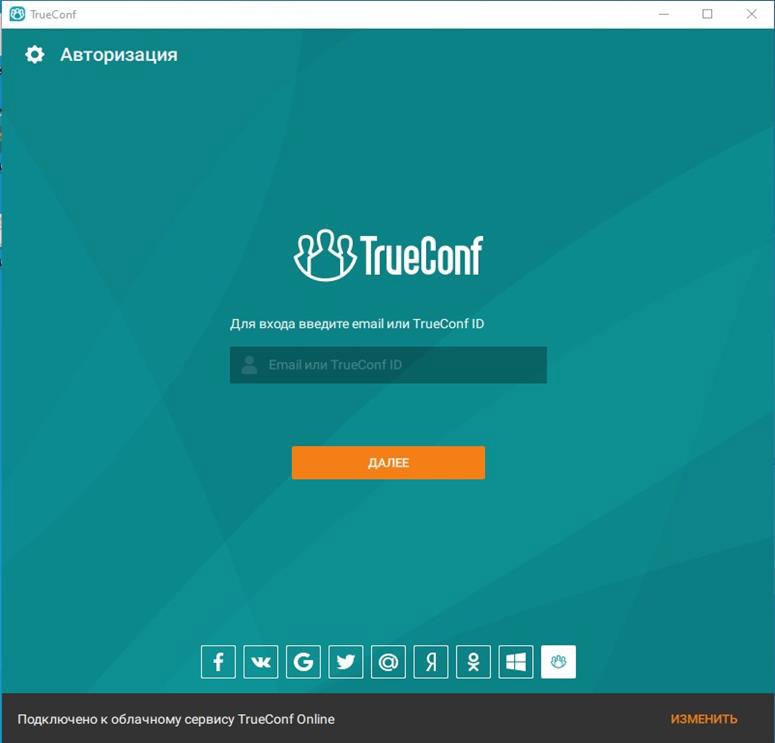 TrueConf
Авторизация
TrueConf
Для входа введите email или TrueConf ID
Email или TrueConf ID
ДАЛЕЕ
Подключено к облачному сервису TrueConf Online
ИЗМЕНИТЬ